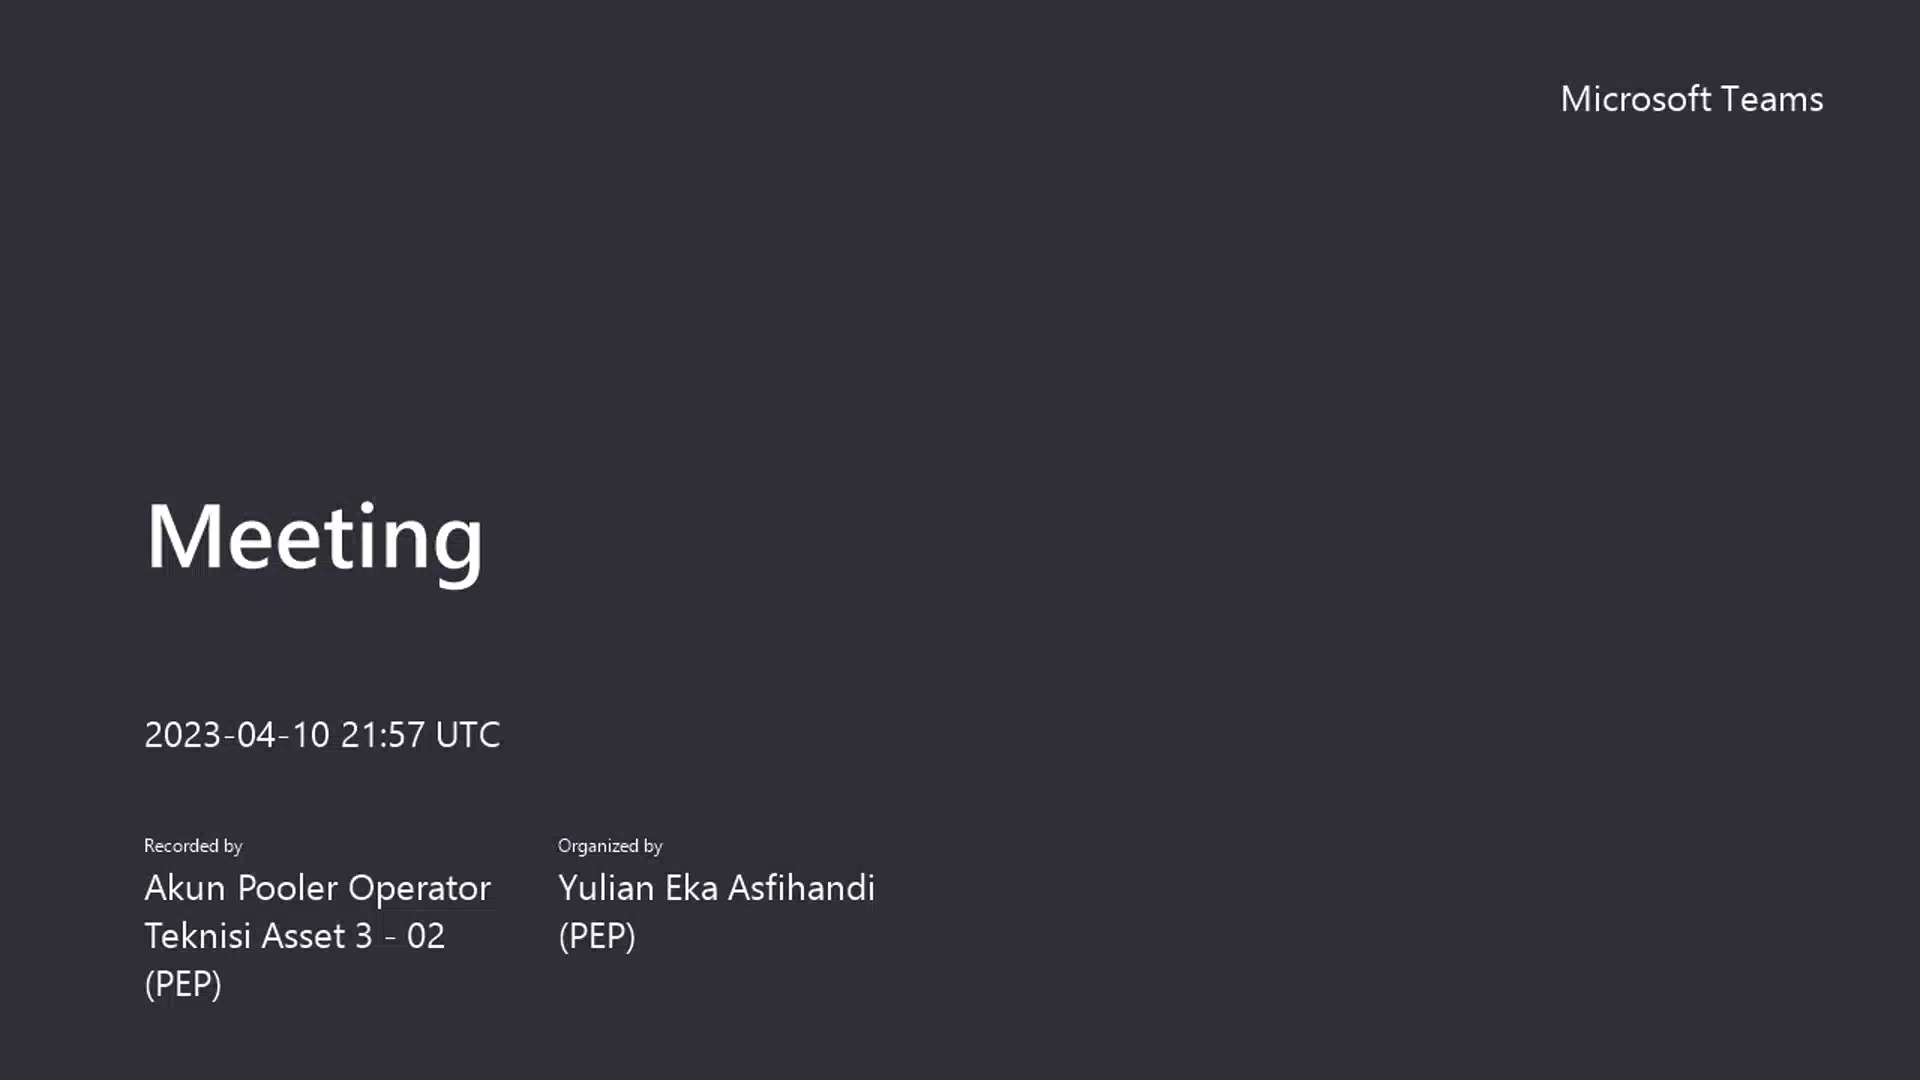 Microsoft Teams
Meeting
2023-04-10 21:57 UTC
Recorded by
Akun Pooler Operator
Teknisi Asset 3 - 02
(PEP)
Organized by
Yulian Eka Asfihandi
(PEP)